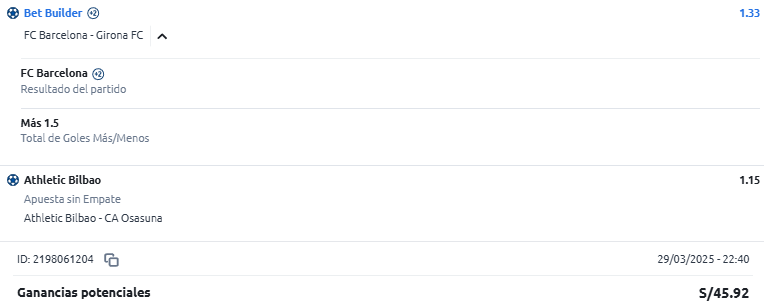 Bet Builder +2 1.33
FC Barcelona - Girona FC
FC Barcelona +2
Resultado del partido
Más 1.5
Total de Goles Más/Menos
Athletic Bilbao 1.15
Apuesta sin Empate
Athletic Bilbao - CA Osasuna
ID: 2198061204 29/03/2025 - 22:40
Ganancias potenciales S/45.92